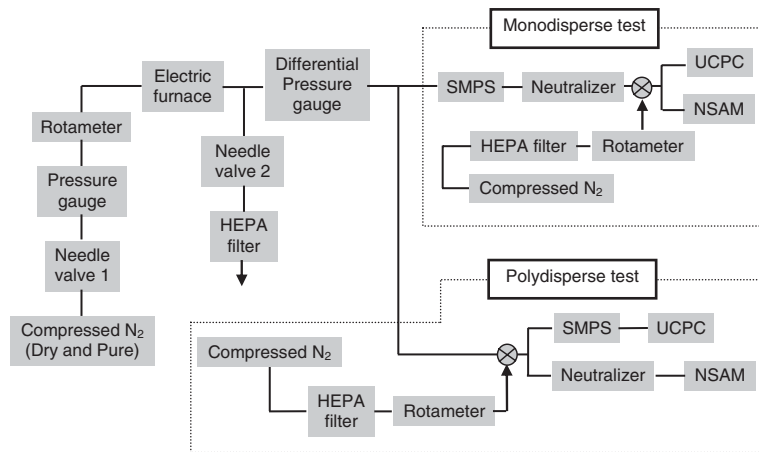 Monodisperse test
Electric
furnace
Differential
Pressure
gauge
SMPS
Neutralizer
UCPC
NSAM
Rotameter
Needle
valve 2
HEPA filter
Rotameter
Compressed N₂
Pressure
gauge
HEPA
filter
Needle
valve 1
Compressed N₂
(Dry and Pure)
Polydisperse test
SMPS
UCPC
Neutralizer
NSAM
Compressed N₂
HEPA
filter
Rotameter